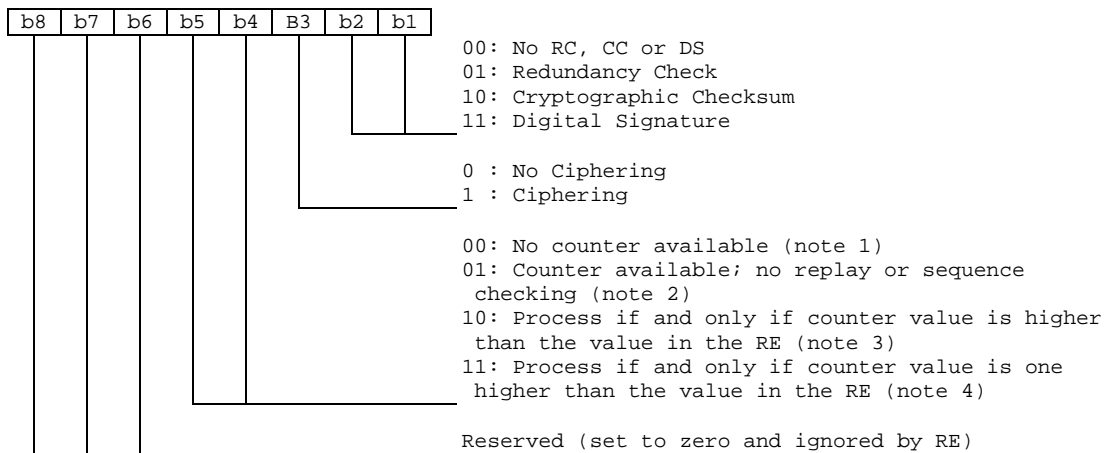 b8 b7 b6 b5 b4 B3 b2 b1
00: No RC, CC or DS
01: Redundancy Check
10: Cryptographic Checksum
11: Digital Signature
0 : No Ciphering
1 : Ciphering
00: No counter available (note 1)
01: Counter available; no replay or sequence
checking (note 2)
10: Process if and only if counter value is higher
than the value in the RE (note 3)
11: Process if and only if counter value is one
higher than the value in the RE (note 4)
Reserved (set to zero and ignored by RE)